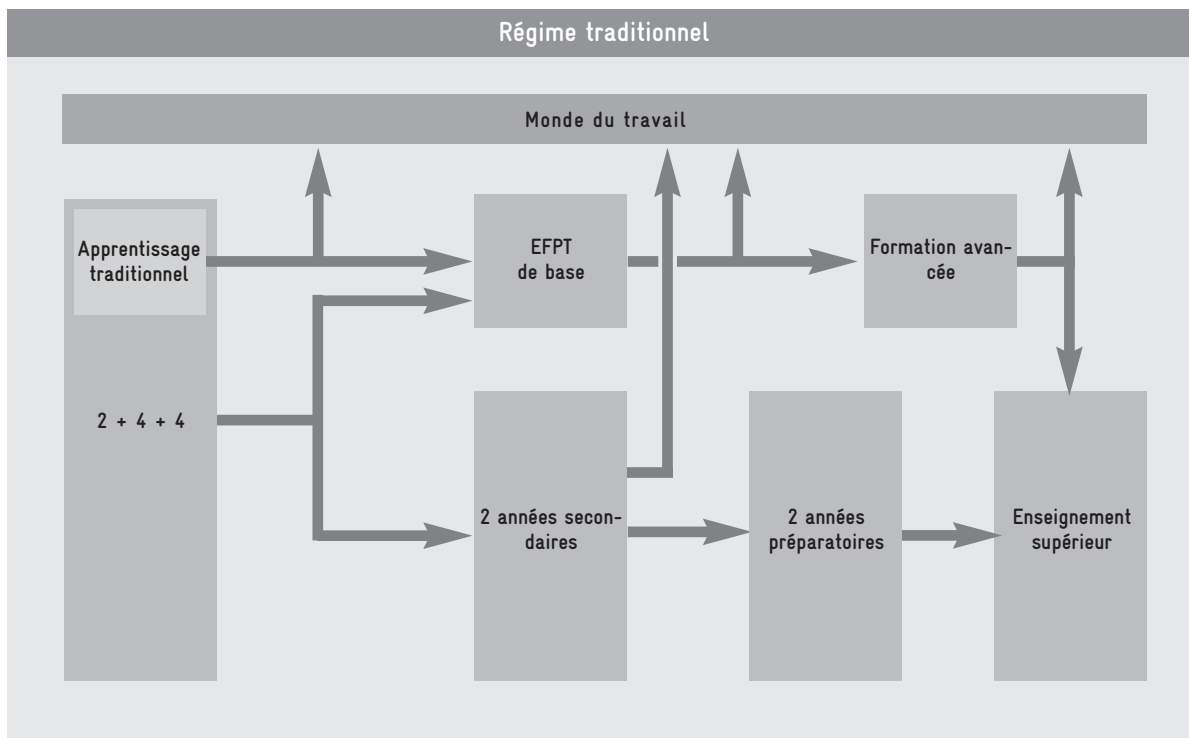 Régime traditionnel
Monde du travail
Apprentissage
traditionnel
EFPT
de base
Formation avan-
cée
2 + 4 + 4
2 années secon-
daires
2 années
préparatoires
Enseignement
supérieur